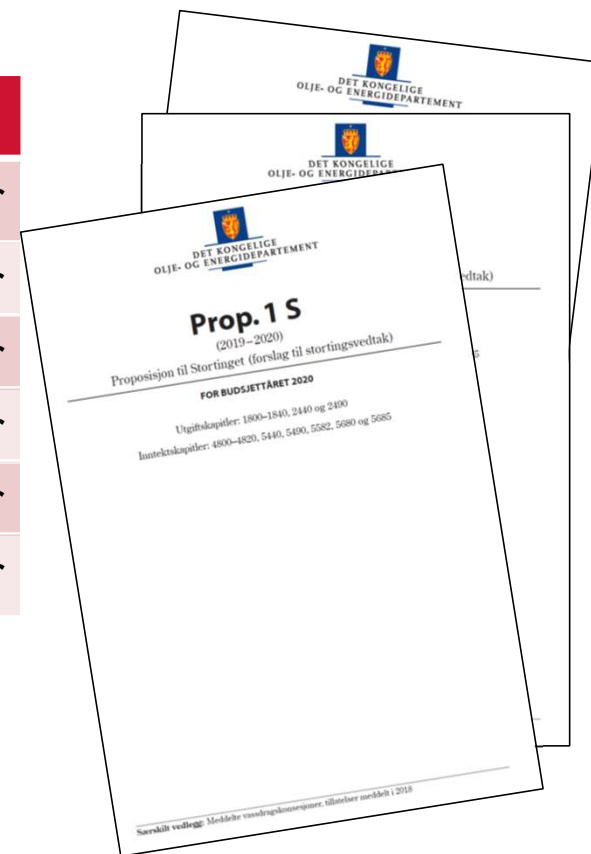 DET KONGELIGE
OLJE- OG ENERGIDEPARTEMENT
DET KONGELIGE
OLJE- OG
DET KONGELIGE
OLJE- OG ENERGIDEPARTEMENT
Prop. 1 S
(2019–2020)
Proposisjon til Stortinget (forslag til stortingsvedtak)
FOR BUDSJETTÅRET 2020
Utgiftskapitler: 1800–1840, 2440 og 2490
Inntektskapitler: 4800–4820, 5440, 5490, 5582, 5680 og 5685
Særskilt vedlegg: Meddelte vassdragskonsesjoner, tillatelser meddelt i 2018